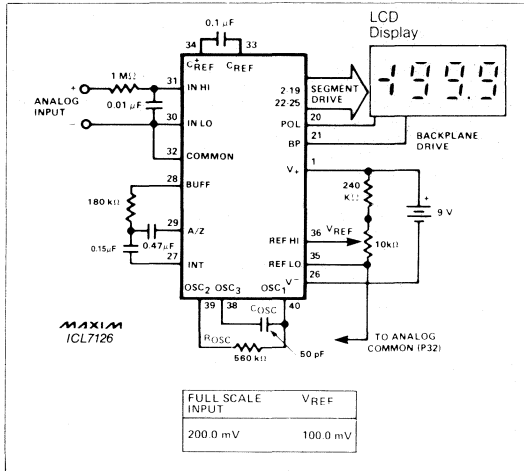 LCD
Display
0.1 µF
34 33
C+REF CREF
1 MΩ
+
31 IN HI
ANALOG
INPUT
0.01 µF
−
30 IN LO
32 COMMON
28 BUFF
180 kΩ
29 A/Z
0.47µF
0.15µF
27 INT
2-19
22-25
SEGMENT
DRIVE
-199.9
20
POL
21
BP
BACKPLANE
DRIVE
1
V+
240
KΩ
+
9 V
36
REF HI
VREF
10kΩ
35
REF LO
26
V−
OSC2 OSC3 OSC1
39 38 40
COSC
ROSC
50 pF
560 kΩ
TO ANALOG
COMMON (P32)
MAXIM
ICL7126
FULL SCALE
INPUT
VREF
200.0 mV 100.0 mV